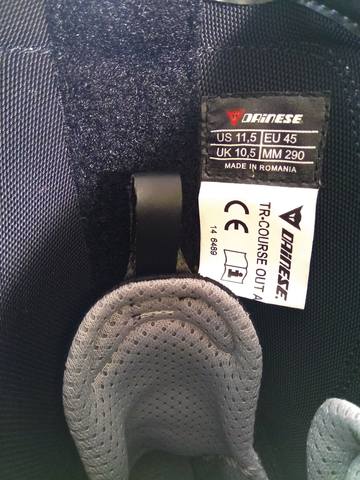 DAINESE
US 11,5 EU 45
UK 10,5 MM 290
MADE IN ROMANIA
DAINESE.
TR-COURSE OUT A
CE
i
14 6489